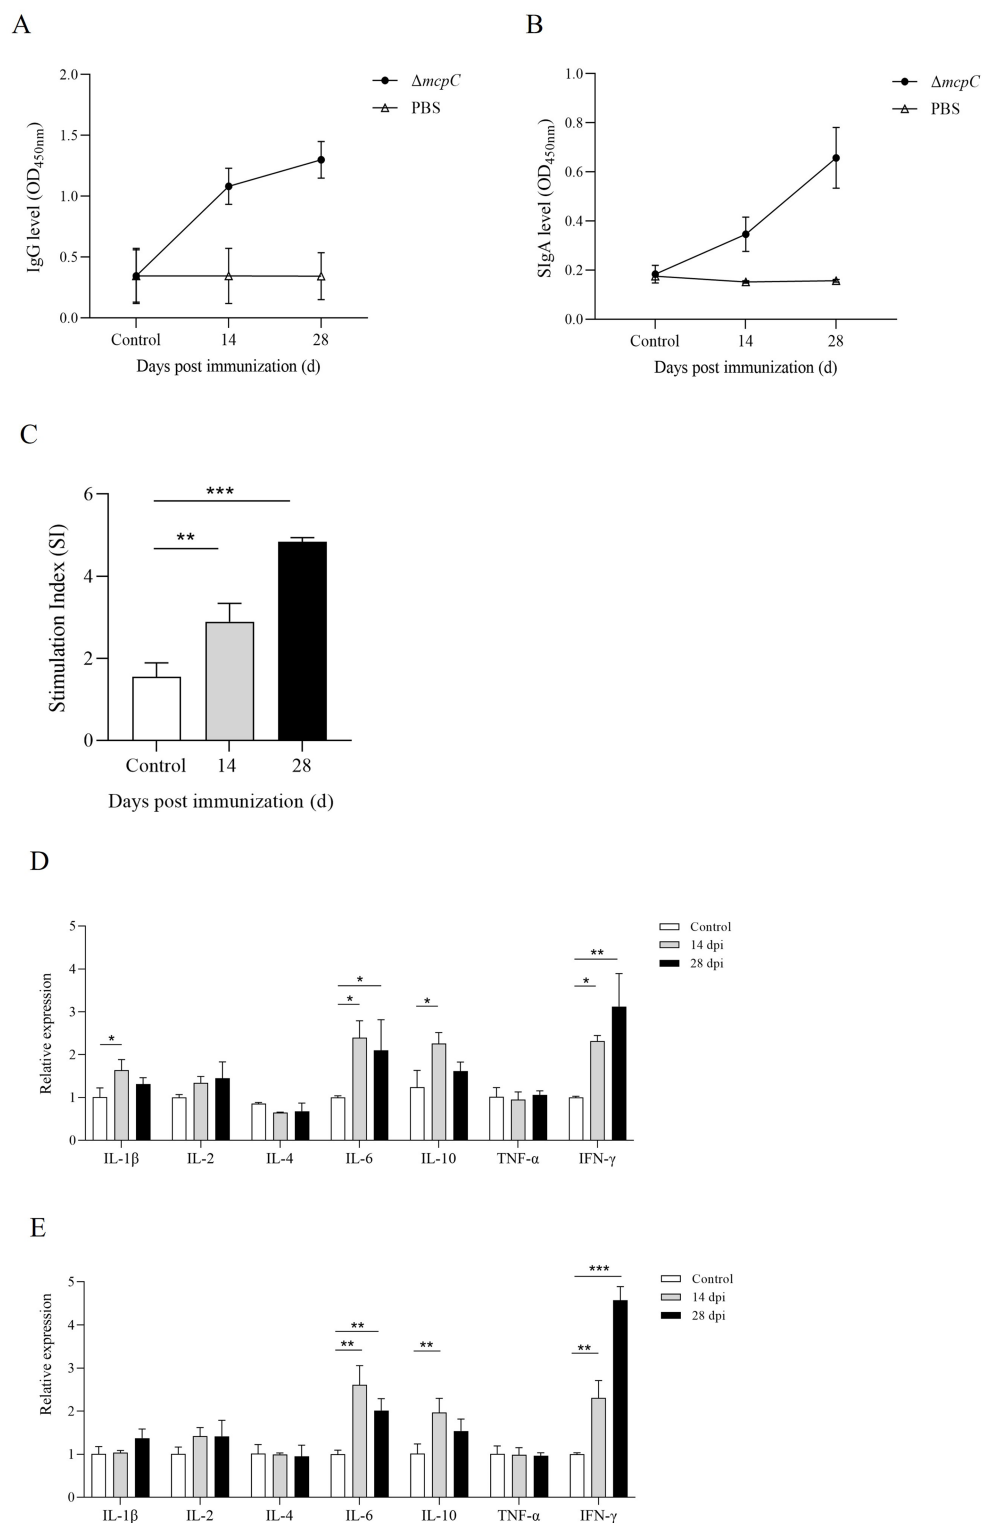 A
IgG level (OD450nm)
2.0
1.5
1.0
0.5
0.0
Control 14 28
Days post immunization (d)
ΔmcpC
PBS
B
SIgA level (OD450nm)
1.0
0.8
0.6
0.4
0.2
0.0
Control 14 28
Days post immunization (d)
ΔmcpC
PBS
C
Stimulation Index (SI)
6
4
2
0
***
**
Control 14 28
Days post immunization (d)
D
Relative expression
5
4
3
2
1
0
*
*
*
*
**
*
IL-1β IL-2 IL-4 IL-6 IL-10 TNF-α IFN-γ
Control
14 dpi
28 dpi
E
Relative expression
5
4
3
2
1
0
**
**
**
***
**
IL-1β IL-2 IL-4 IL-6 IL-10 TNF-α IFN-γ
Control
14 dpi
28 dpi